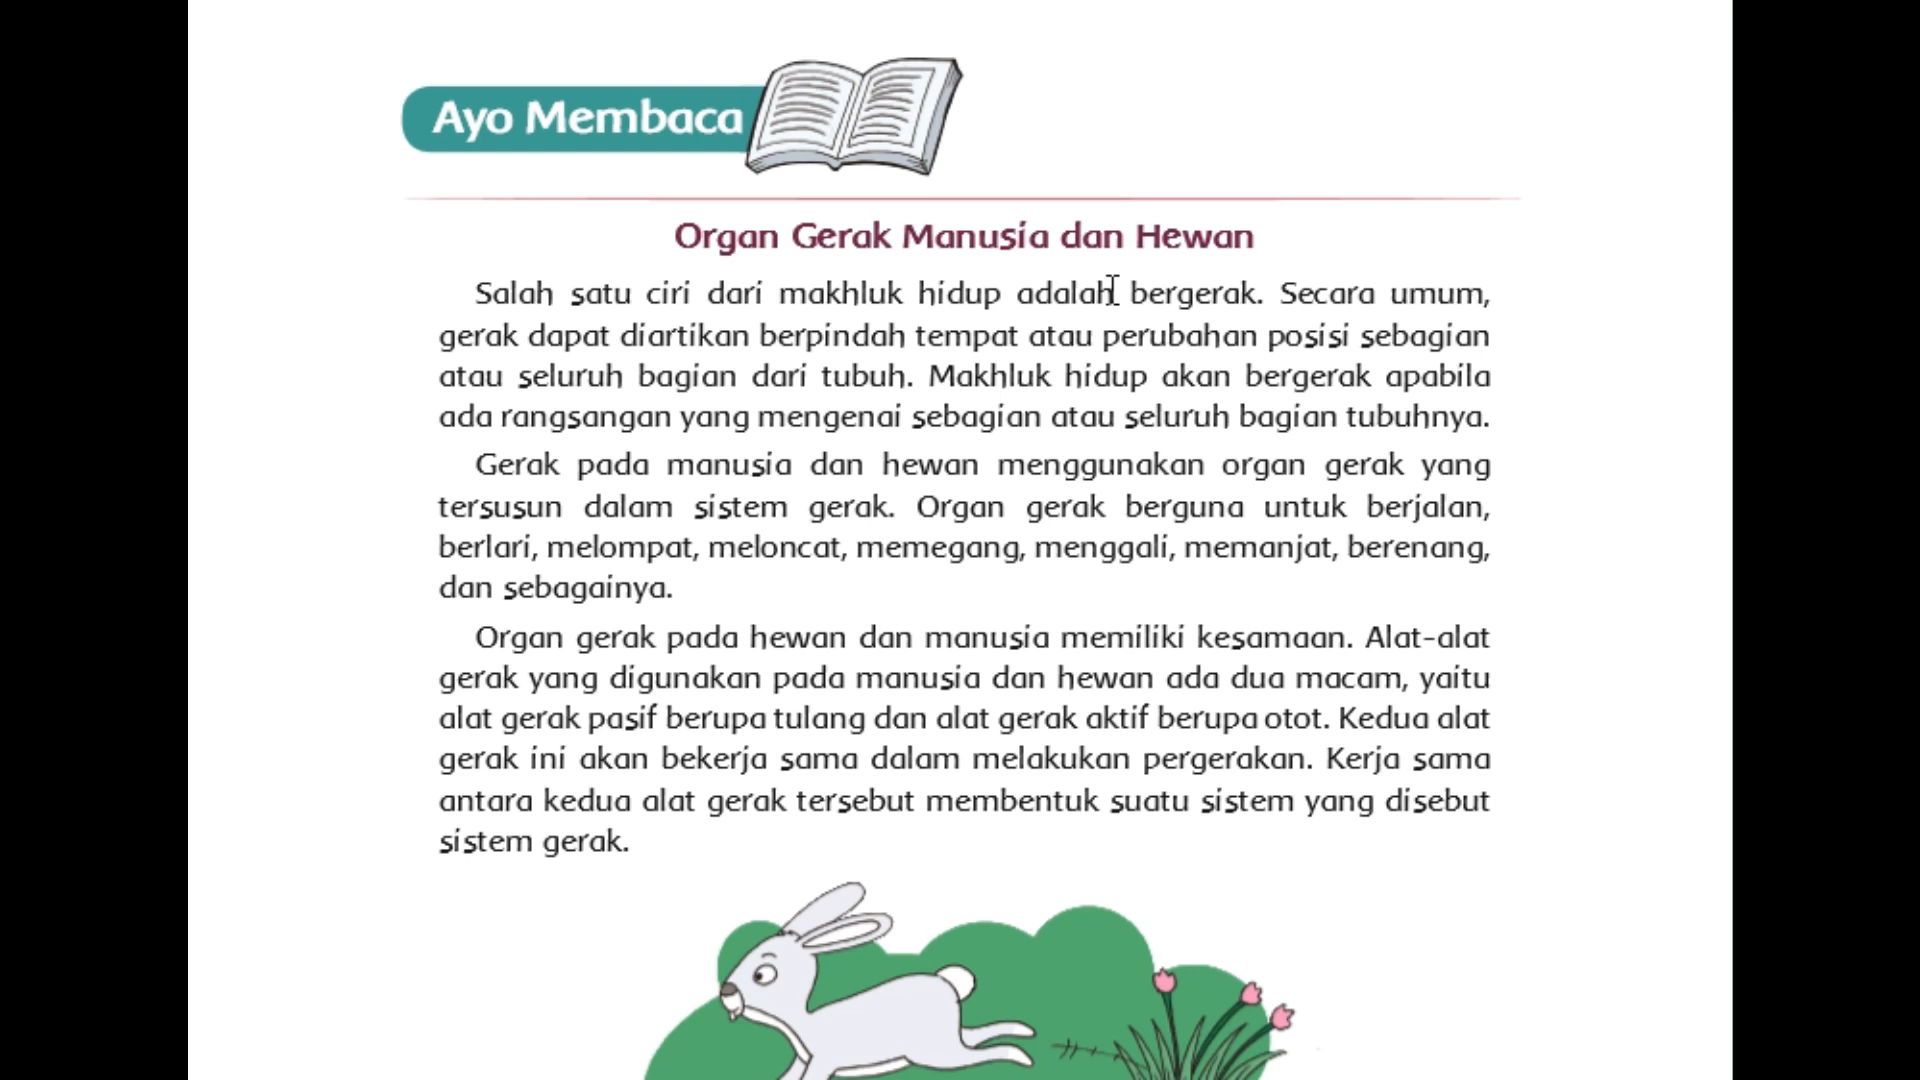 Ayo Membaca
Organ Gerak Manusia dan Hewan
Salah satu ciri dari makhluk hidup adalah bergerak. Secara umum,
gerak dapat diartikan berpindah tempat atau perubahan posisi sebagian
atau seluruh bagian dari tubuh. Makhluk hidup akan bergerak apabila
ada rangsangan yang mengenai sebagian atau seluruh bagian tubuhnya.
Gerak pada manusia dan hewan menggunakan organ gerak yang
tersusun dalam sistem gerak. Organ gerak berguna untuk berjalan,
berlari, melompat, meloncat, memegang, menggali, memanjat, berenang,
dan sebagainya.
Organ gerak pada hewan dan manusia memiliki kesamaan. Alat-alat
gerak yang digunakan pada manusia dan hewan ada dua macam, yaitu
alat gerak pasif berupa tulang dan alat gerak aktif berupa otot. Kedua alat
gerak ini akan bekerja sama dalam melakukan pergerakan. Kerja sama
antara kedua alat gerak tersebut membentuk suatu sistem yang disebut
sistem gerak.